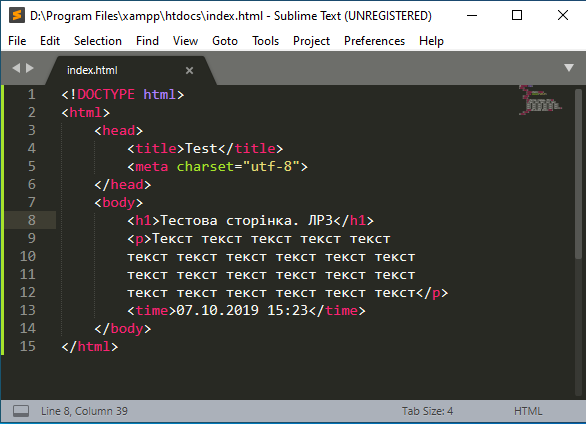 D:\Program Files\xampp\htdocs\index.html - Sublime Text (UNREGISTERED)
File Edit Selection Find View Goto Tools Project Preferences Help
index.html
1 <!DOCTYPE html>
2 <html>
3 <head>
4 <title>Test</title>
5 <meta charset="utf-8">
6 </head>
7 <body>
8 <h1>Тестова сторінка. ЛР3</h1>
9 <p>Текст текст текст текст текст
10 текст текст текст текст текст текст
11 текст текст текст текст текст текст
12 текст текст текст текст текст текст</p>
13 <time>07.10.2019 15:23</time>
14 </body>
15 </html>
Line 8, Column 39 Tab Size: 4 HTML